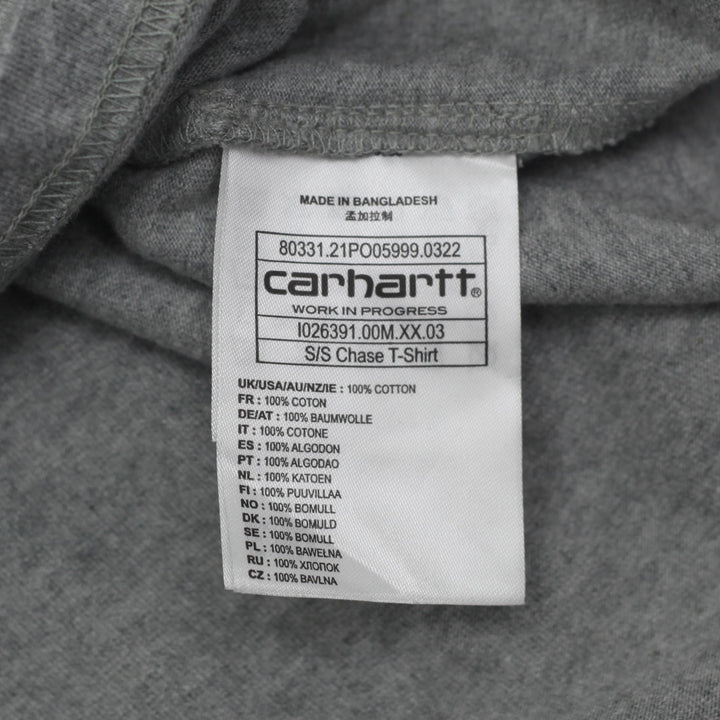 MADE IN BANGLADESH
孟加拉制
80331.21PO05999.0322
carhartt®
WORK IN PROGRESS
I026391.00M.XX.03
S/S Chase T-Shirt
UK/USA/AU/NZ/IE : 100% COTTON
FR : 100% COTON
DE/AT : 100% BAUMWOLLE
IT : 100% COTONE
ES : 100% ALGODON
PT : 100% ALGODAO
NL : 100% KATOEN
FI : 100% PUUVILLAA
NO : 100% BOMULL
DK : 100% BOMULD
SE : 100% BOMULL
PL : 100% BAWEŁNA
RU : 100% ХЛОПОК
CZ : 100% BAVLNA